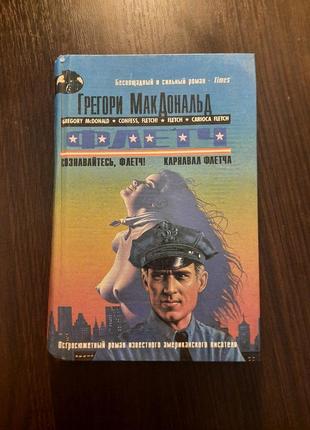 Беспощадный и сильный роман - Times
ГРЕГОРИ МАКДОНАЛЬД
GREGORY McDONALD ★ CONFESS, FLETCH! ★ FLETCH ★ CARIOCA FLETCH
ФЛЕТЧ
СОЗНАВАЙТЕСЬ, ФЛЕТЧ! КАРНАВАЛ ФЛЕТЧА
Остросюжетный роман известного американского писателя